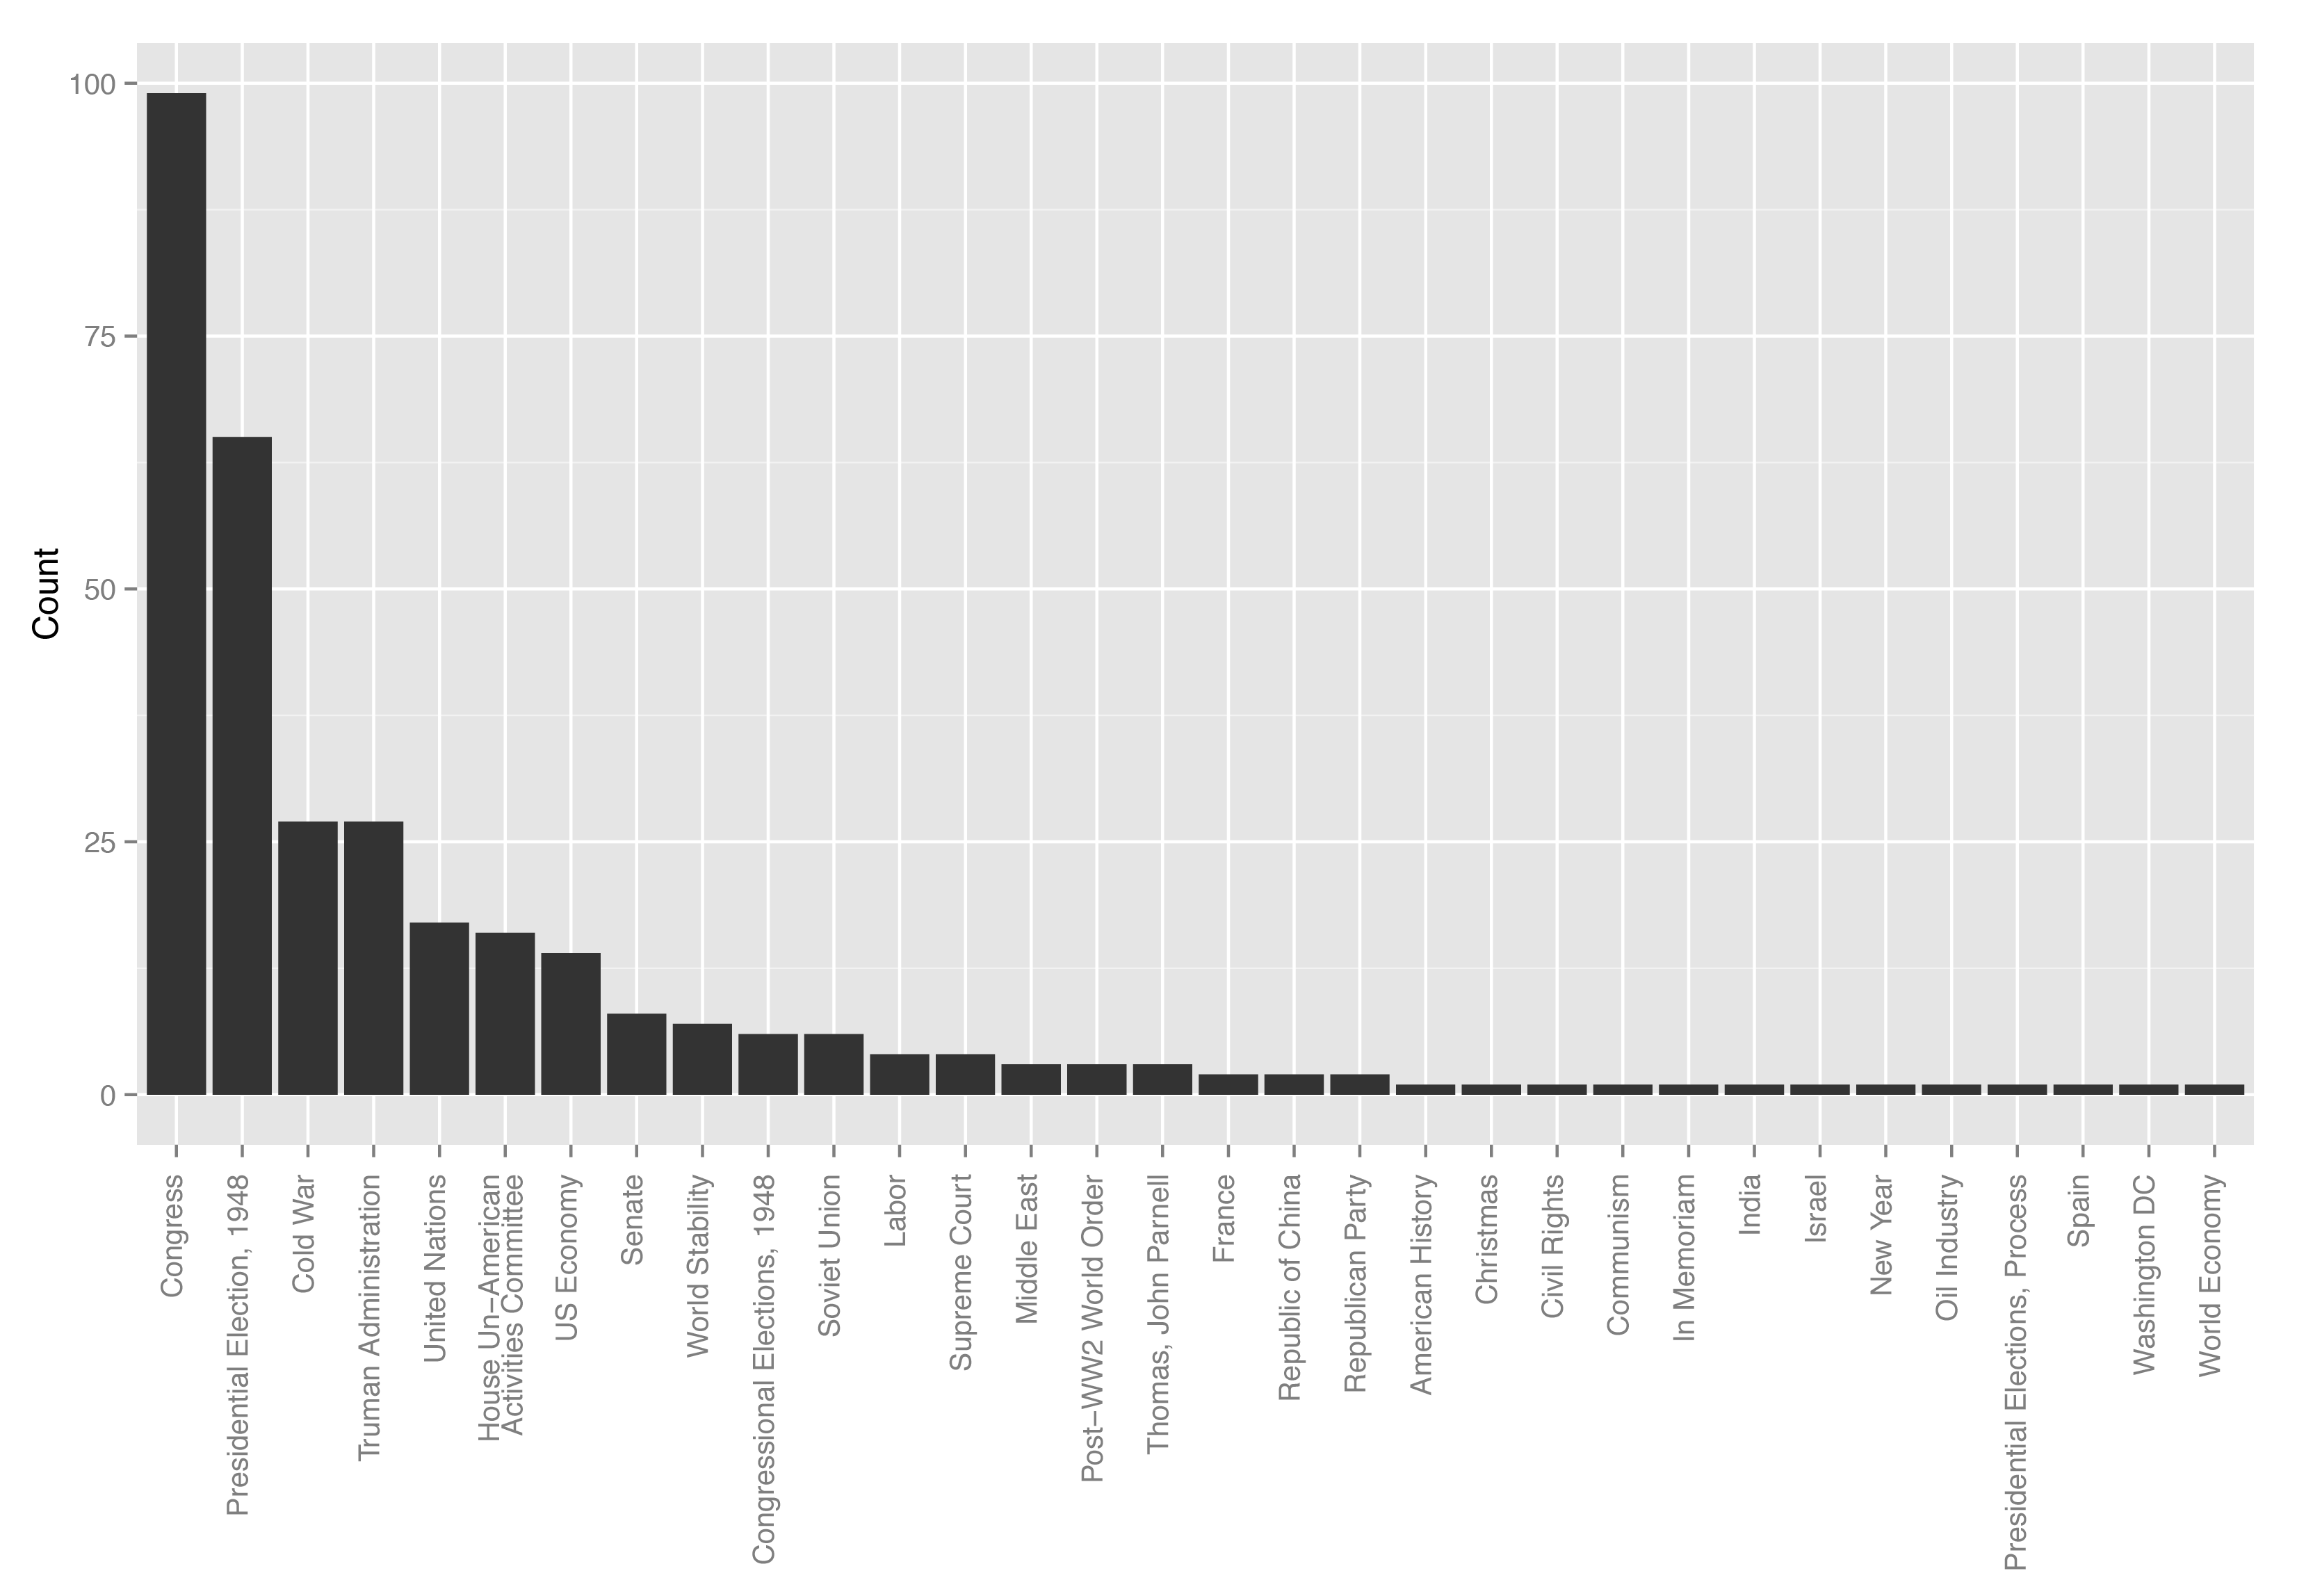 100
75
50
25
0
Count
Congress
Presidential Election, 1948
Cold War
Truman Administration
United Nations
House Un−American
Activities Committee
US Economy
Senate
World Stability
Congressional Elections, 1948
Soviet Union
Labor
Supreme Court
Middle East
Post−WW2 World Order
Thomas, John Parnell
France
Republic of China
Republican Party
American History
Christmas
Civil Rights
Communism
In Memoriam
India
Israel
New Year
Oil Industry
Presidential Elections, Process
Spain
Washington DC
World Economy